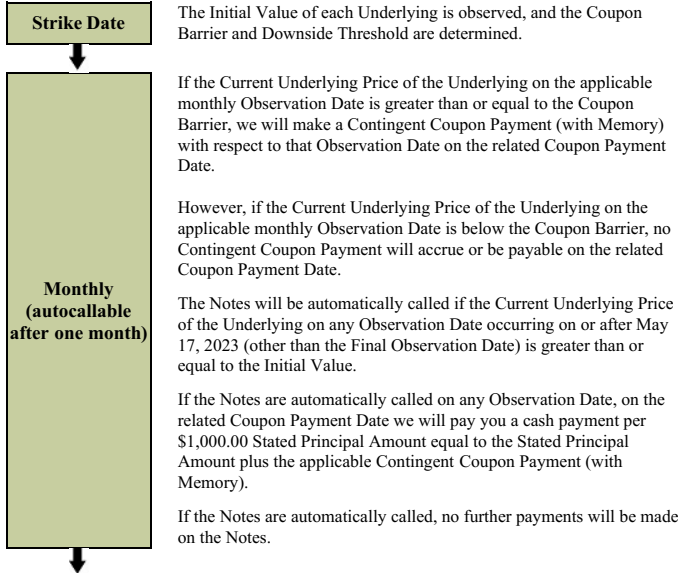 Strike Date
The Initial Value of each Underlying is observed, and the Coupon
Barrier and Downside Threshold are determined.
Monthly
(autocallable
after one month)
If the Current Underlying Price of the Underlying on the applicable
monthly Observation Date is greater than or equal to the Coupon
Barrier, we will make a Contingent Coupon Payment (with Memory)
with respect to that Observation Date on the related Coupon Payment
Date.
However, if the Current Underlying Price of the Underlying on the
applicable monthly Observation Date is below the Coupon Barrier, no
Contingent Coupon Payment will accrue or be payable on the related
Coupon Payment Date.
The Notes will be automatically called if the Current Underlying Price
of the Underlying on any Observation Date occurring on or after May
17, 2023 (other than the Final Observation Date) is greater than or
equal to the Initial Value.
If the Notes are automatically called on any Observation Date, on the
related Coupon Payment Date we will pay you a cash payment per
$1,000.00 Stated Principal Amount equal to the Stated Principal
Amount plus the applicable Contingent Coupon Payment (with
Memory).
If the Notes are automatically called, no further payments will be made
on the Notes.